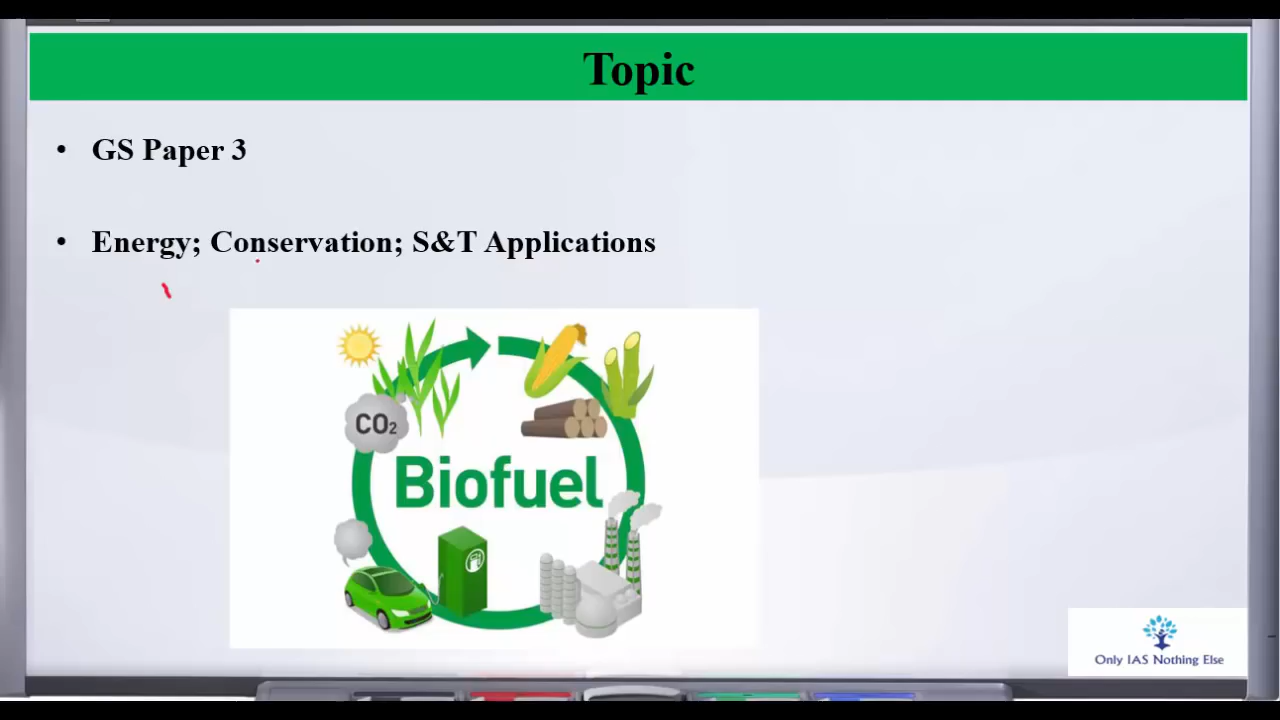 Topic
• GS Paper 3
• Energy; Conservation; S&T Applications
CO₂
Biofuel
Only IAS Nothing Else